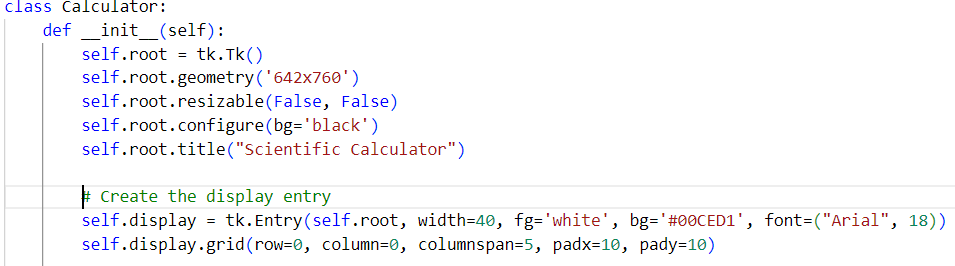 class Calculator:
    def __init__(self):
        self.root = tk.Tk()
        self.root.geometry('642x760')
        self.root.resizable(False, False)
        self.root.configure(bg='black')
        self.root.title("Scientific Calculator")
        # Create the display entry
        self.display = tk.Entry(self.root, width=40, fg='white', bg='#00CED1', font=("Arial", 18))
        self.display.grid(row=0, column=0, columnspan=5, padx=10, pady=10)